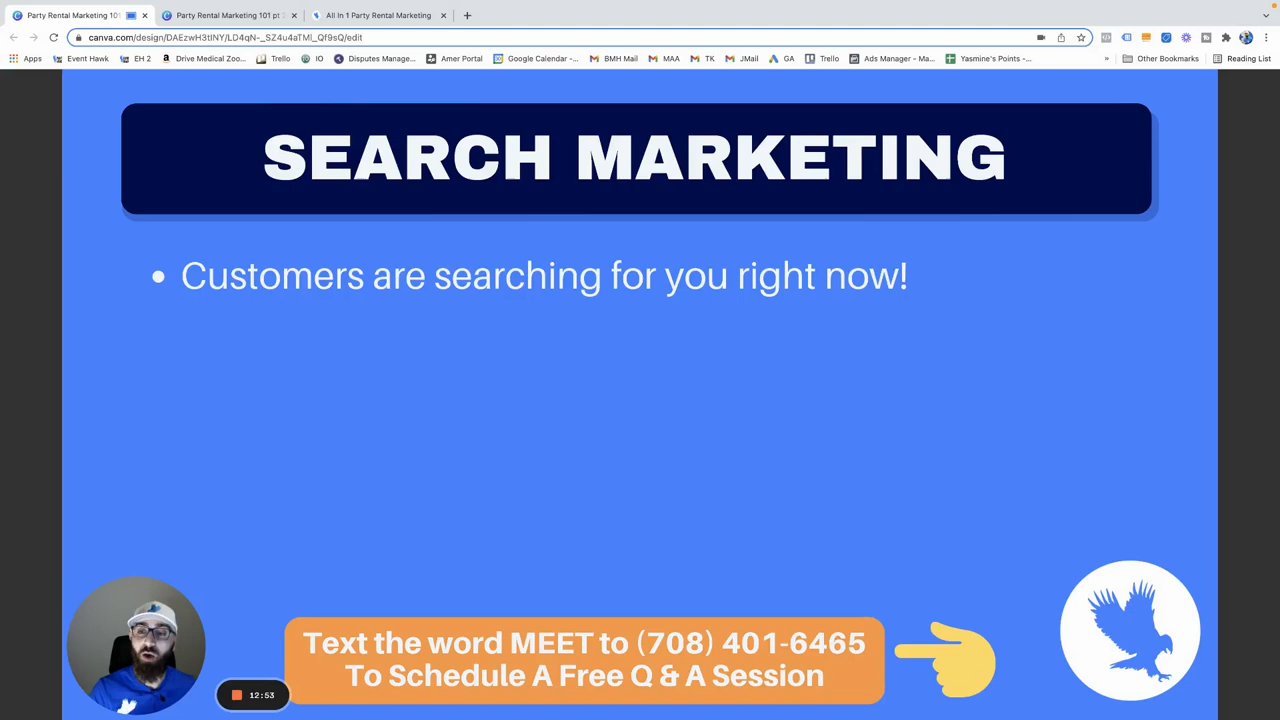 Party Rental Marketing 101
Party Rental Marketing 101 pt
All in 1 Party Rental Marketing
canva.com/design/DAEzwH3tINY/LD4qN-_SZ4u4aTMI_Qf9sQ/edit
Apps
Event Hawk
EH 2
Drive Medical Zoo...
Trello
IO
Disputes Manage...
Amer Portal
Google Calendar -...
BMH Mail
MAA
TK
JMail
GA
Trello
Ads Manager - Ma...
Yasmine's Points -...
»
Other Bookmarks
Reading List
SEARCH MARKETING
• Customers are searching for you right now!
Text the word MEET to (708) 401-6465
To Schedule A Free Q & A Session
12:53